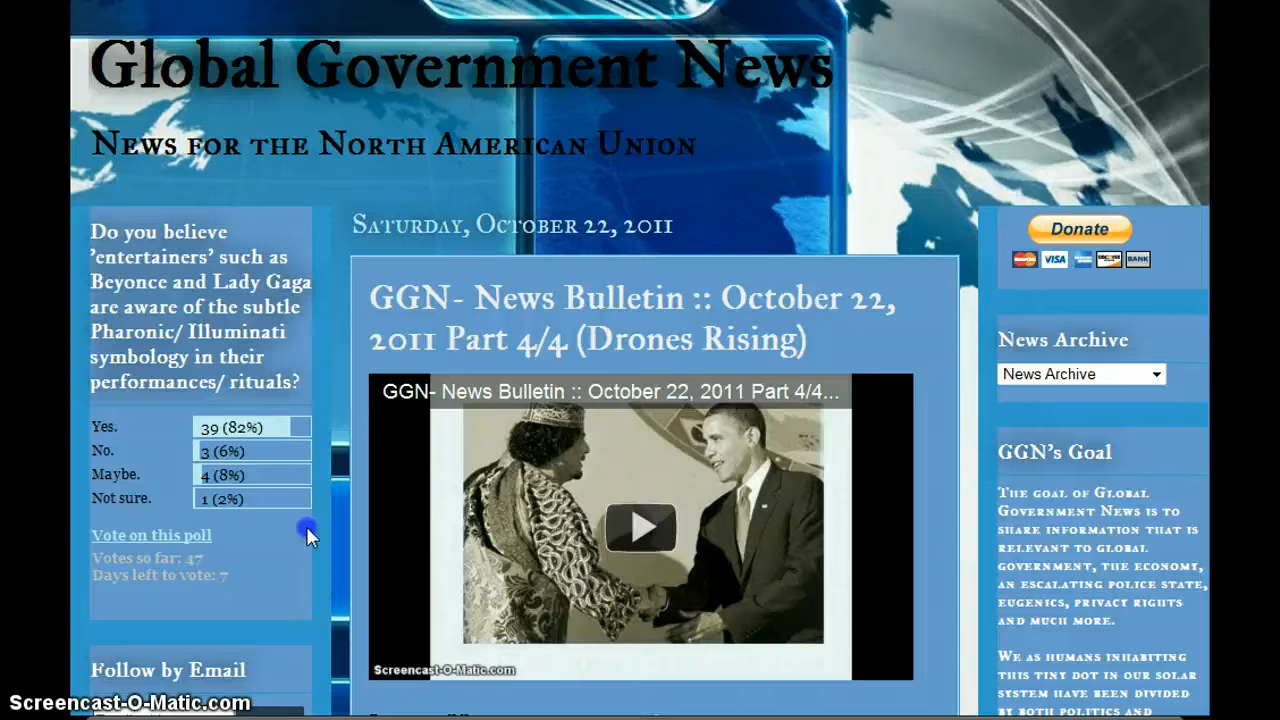 Global Government News
News for the North American Union
Do you believe
'entertainers' such as
Beyonce and Lady Gaga
are aware of the subtle
Pharonic/ Illuminati
symbology in their
performances/ rituals?
Yes. 39 (82%)
No. 3 (6%)
Maybe. 4 (8%)
Not sure. 1 (2%)
Vote on this poll
Votes so far: 47
Days left to vote: 7
Follow by Email
Saturday, October 22, 2011
GGN- News Bulletin :: October 22,
2011 Part 4/4 (Drones Rising)
GGN- News Bulletin :: October 22, 2011 Part 4/4...
Screencast-O-Matic.com
Donate
VISA
BANK
News Archive
News Archive
GGN's Goal
The goal of Global
Government News is to
share information that is
relevant to global
government, the economy,
an escalating police state,
eugenics, privacy rights
and much more.
We as humans inhabiting
this tiny dot in our solar
system have been divided
by both politics and
Screencast-O-Matic.com